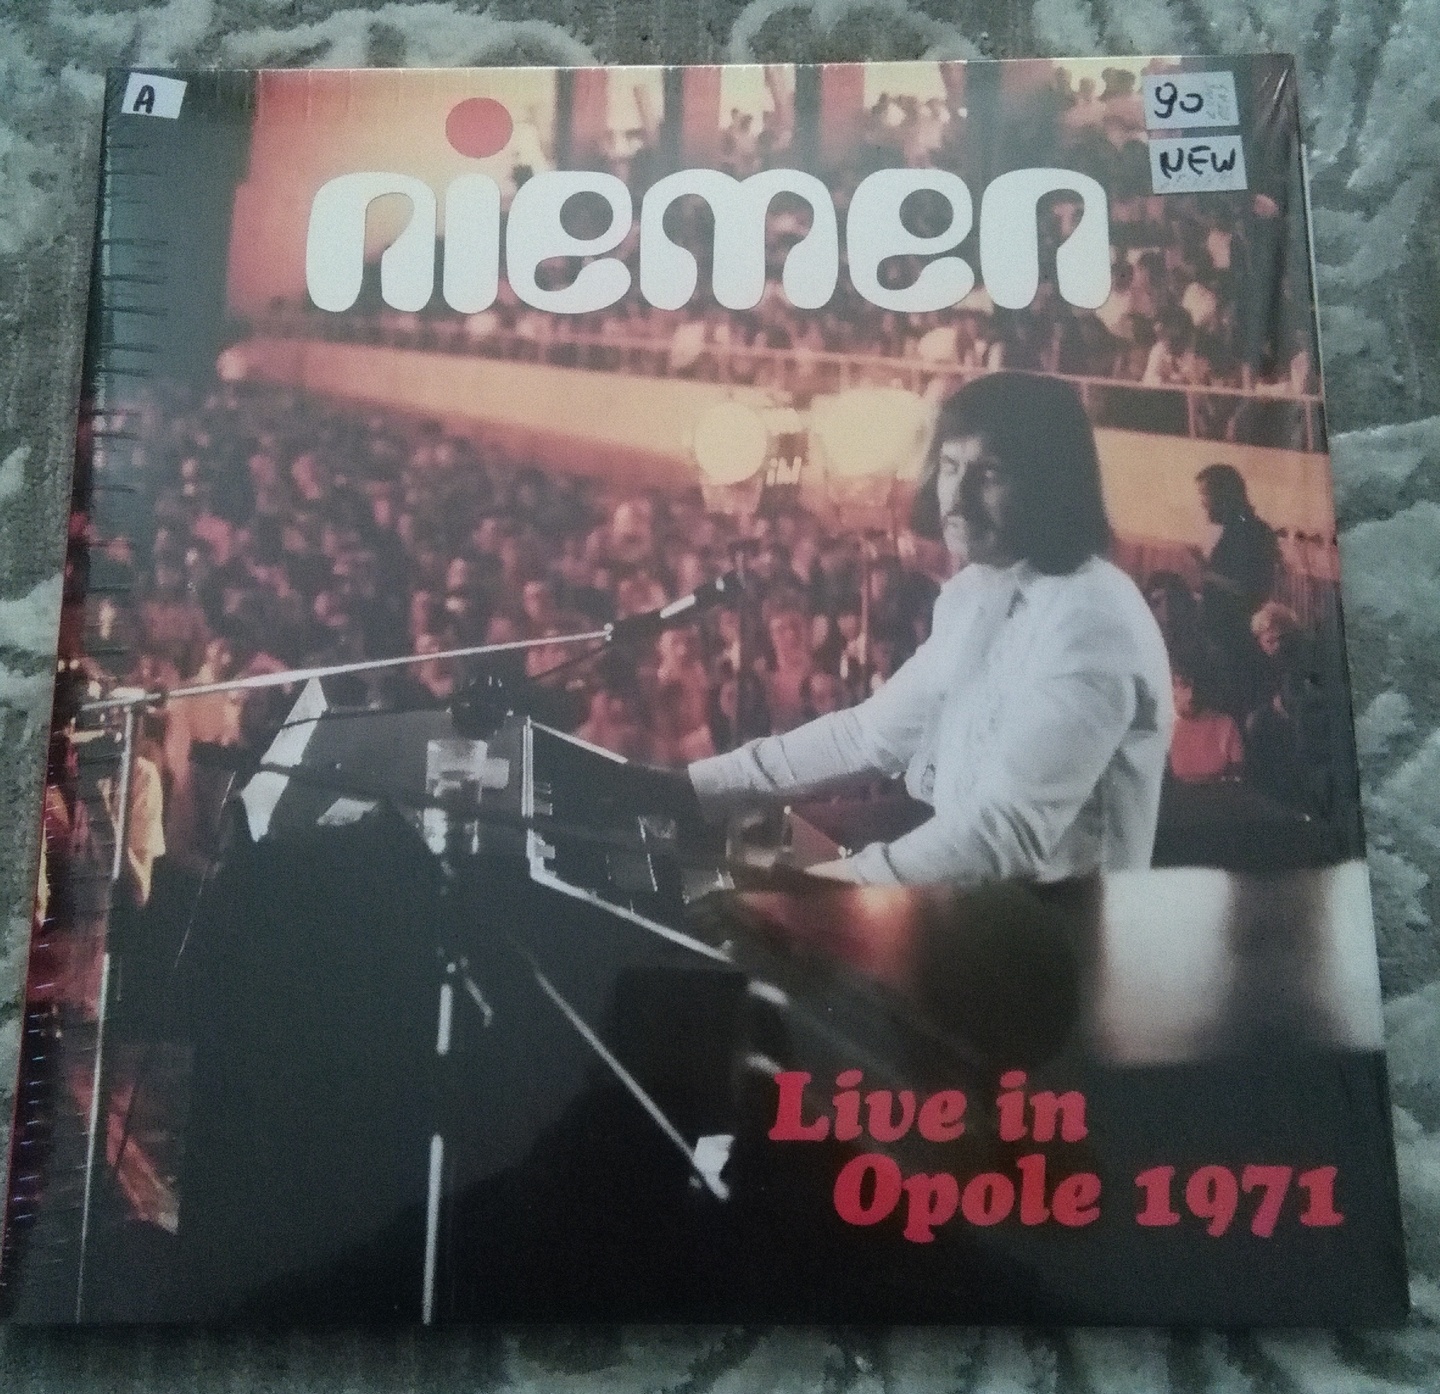 A
90
NEW
niemen
Live in
Opole 1971